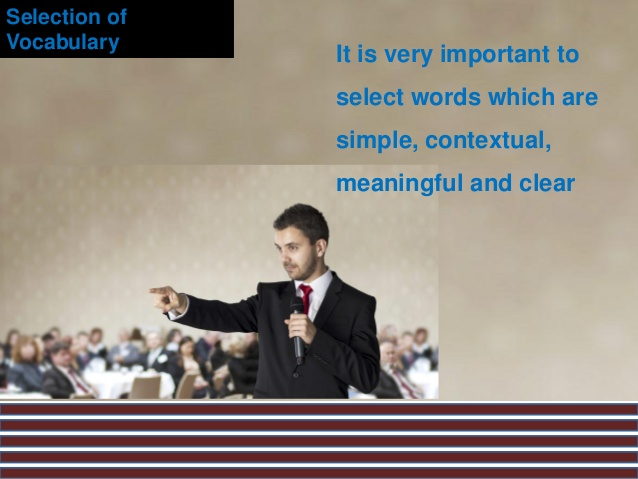 Selection of
Vocabulary
It is very important to
select words which are
simple, contextual,
meaningful and clear